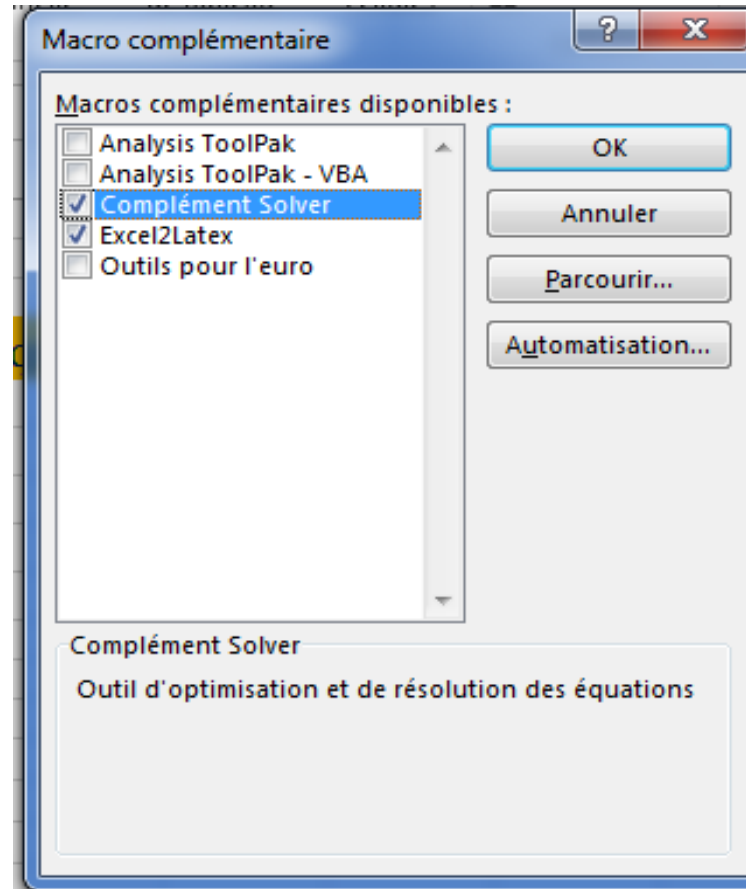 Macro complémentaire
?
Macros complémentaires disponibles :
Analysis ToolPak
Analysis ToolPak - VBA
Complément Solver
Excel2Latex
Outils pour l'euro
OK
Annuler
Parcourir...
Automatisation...
Complément Solver
Outil d'optimisation et de résolution des équations